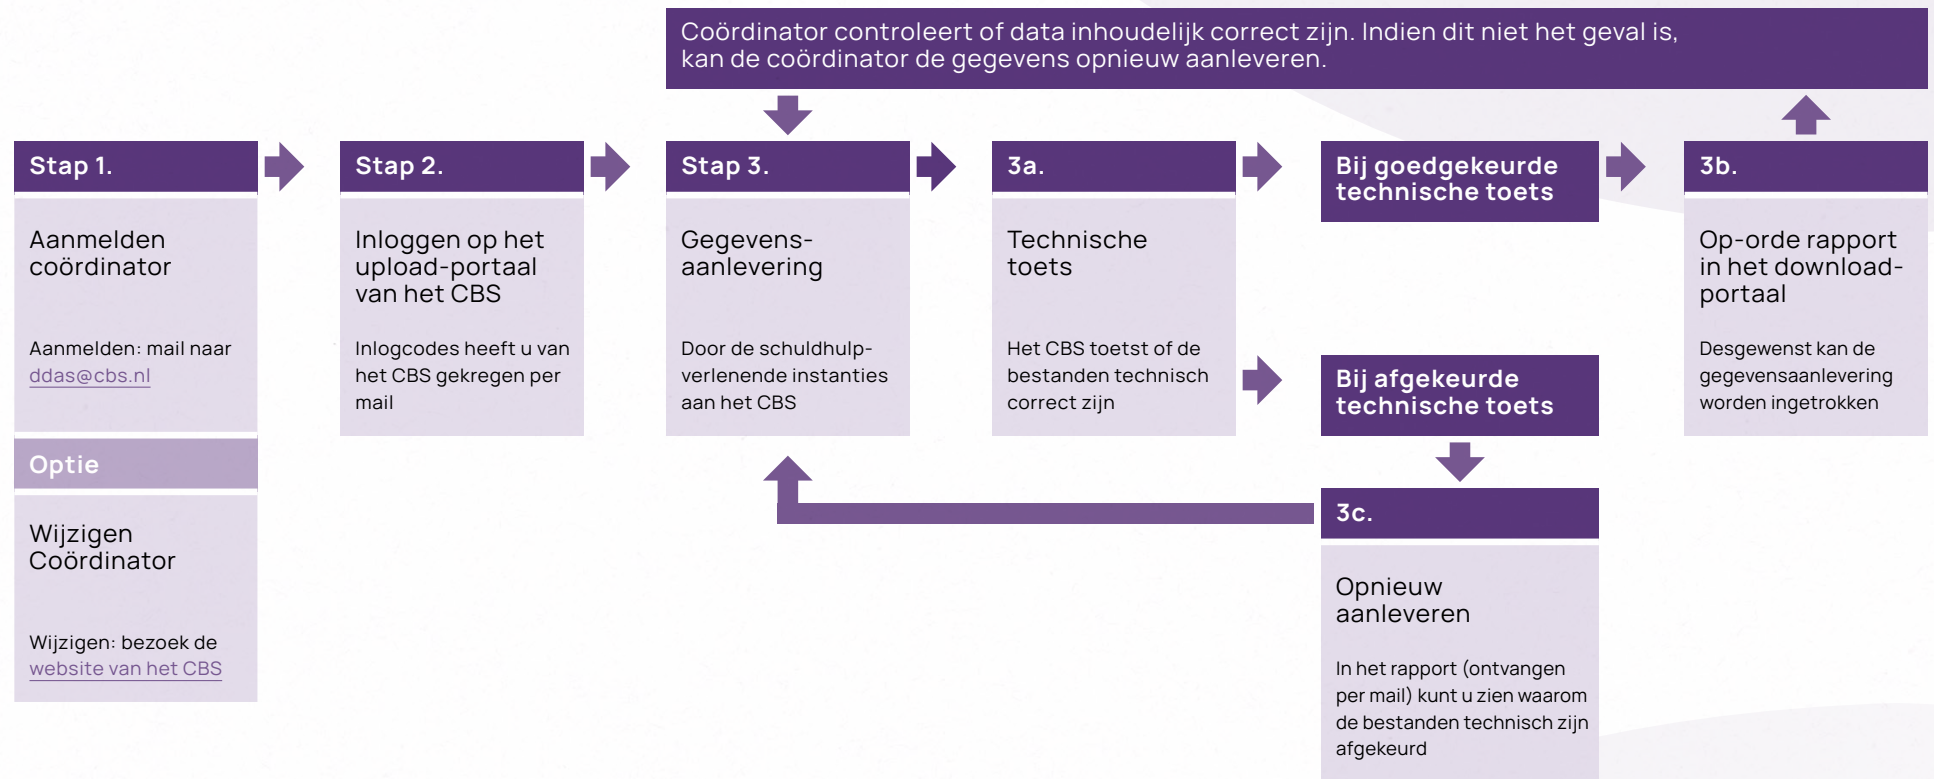 Coördinator controleert of data inhoudelijk correct zijn. Indien dit niet het geval is,
kan de coördinator de gegevens opnieuw aanleveren.
Stap 1.
Aanmelden
coördinator
Aanmelden: mail naar
ddas@cbs.nl
Optie
Wijzigen
Coördinator
Wijzigen: bezoek de
website van het CBS
Stap 2.
Inloggen op het
upload-portaal
van het CBS
Inlogcodes heeft u van
het CBS gekregen per
mail
Stap 3.
Gegevens-
aanlevering
Door de schuldhulp-
verlenende instanties
aan het CBS
3a.
Technische
toets
Het CBS toetst of de
bestanden technisch
correct zijn
Bij goedgekeurde
technische toets
3b.
Op-orde rapport
in het download-
portaal
Desgewenst kan de
gegevensaanlevering
worden ingetrokken
Bij afgekeurde
technische toets
3c.
Opnieuw
aanleveren
In het rapport (ontvangen
per mail) kunt u zien waarom
de bestanden technisch zijn
afgekeurd